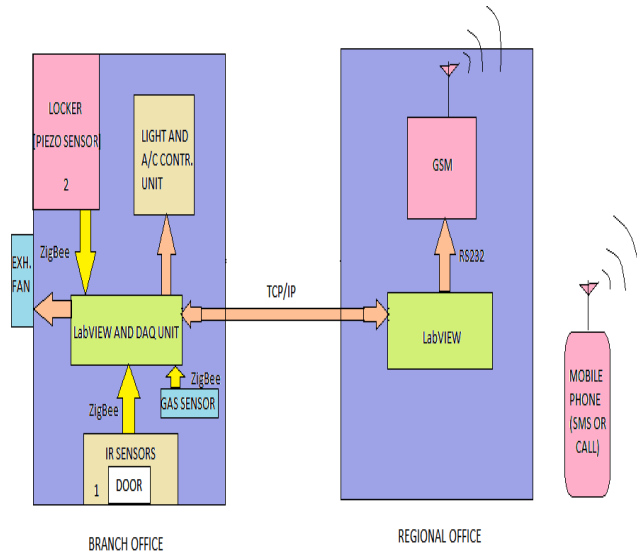 LOCKER
[PIEZO SENSOR]
2
LIGHT AND
A/C CONTR.
UNIT
ZigBee
EXH.
FAN
LabVIEW AND DAQ UNIT
ZigBee
ZigBee
GAS SENSOR
IR SENSORS
1
DOOR
BRANCH OFFICE
TCP/IP
GSM
RS232
LabVIEW
REGIONAL OFFICE
MOBILE
PHONE
(SMS OR
CALL)